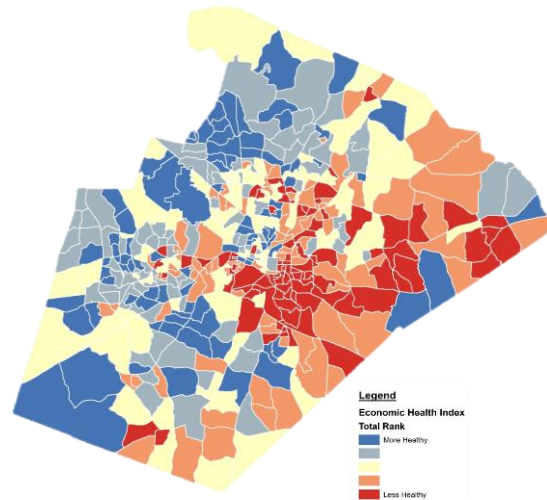 Legend
Economic Health Index
Total Rank
More Healthy
Less Healthy